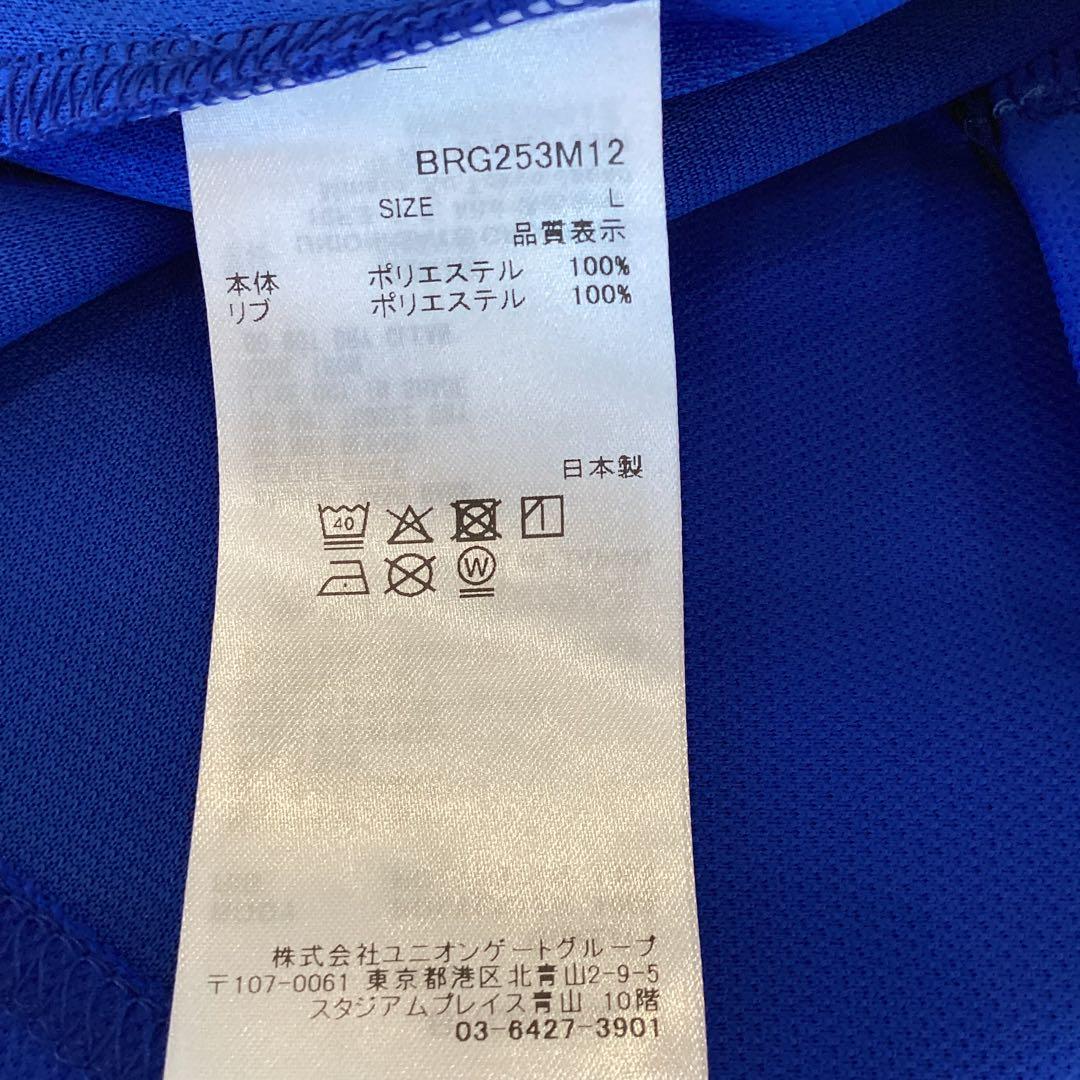 BRG253M12
SIZE L
品質表示
本体 ポリエステル 100%
リブ ポリエステル 100%
日本製
40
W
株式会社ユニオンゲートグループ
〒107-0061 東京都港区北青山2-9-5
スタジアムプレイス青山 10階
03-6427-3901